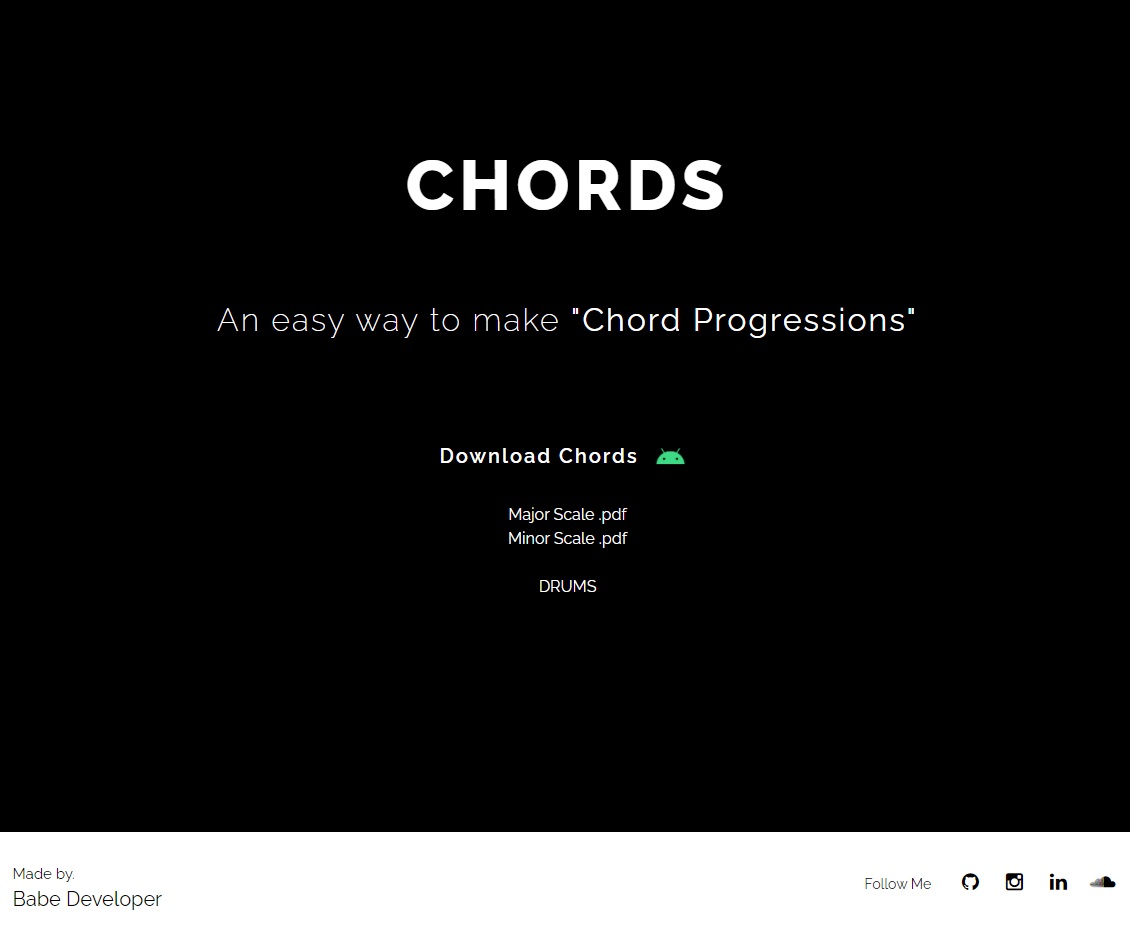 CHORDS
An easy way to make "Chord Progressions"
Download Chords
Major Scale .pdf
Minor Scale .pdf
DRUMS
Made by.
Babe Developer
Follow Me